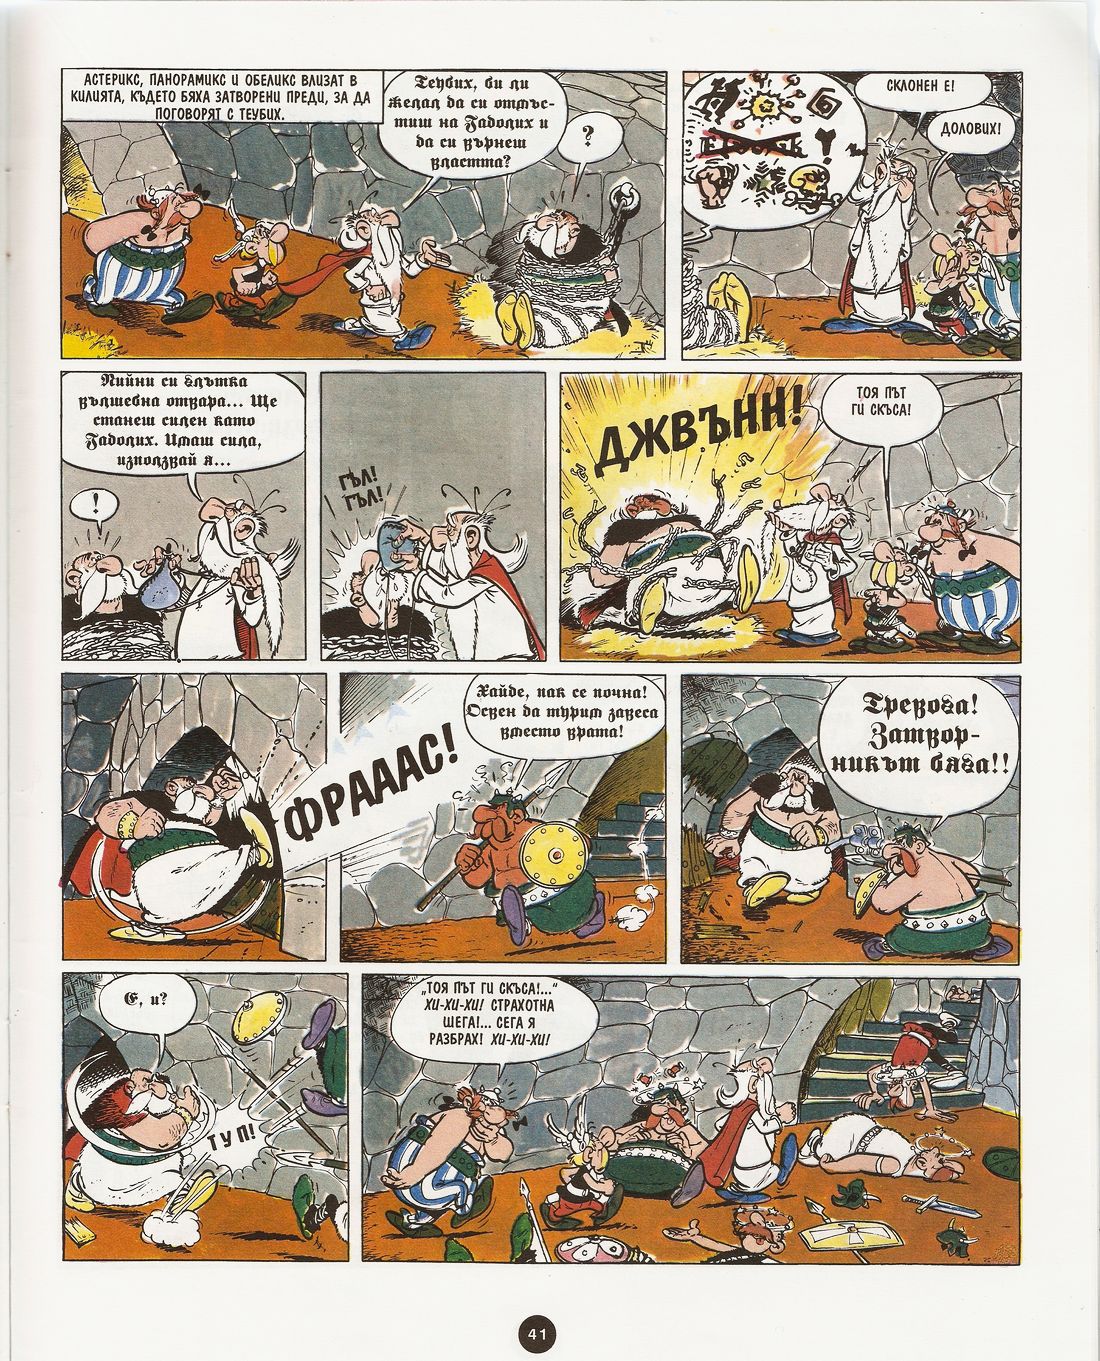 АСТЕРИКС, ПАНОРАМИКС И ОБЕЛИКС ВЛИЗАТ В
КИЛИЯТА, КЪДЕТО БЯХА ЗАТВОРЕНИ ПРЕДИ, ЗА ДА
ПОГОВОРЯТ С ТЕУБИХ.
Теубих, ви ли
желал да си отмъс-
тиш на Гадолих и
да си върнеш
властта?
?
!
СКЛОНЕН Е!
ДОЛОВИХ!
Пийни си глътка
вълшебна отвара... Ще
станеш силен като
Гадолих. Имаш сила,
използвай я...
!
ГЪЛ!
ГЪЛ!
ДЖВЪНН!
ТОЯ ПЪТ
ГИ СКЪСА!
ФРАААС!
Хайде, пак се почна!
Освен да турим завеса
вместо врата!
Тревога!
Затвор-
никът бяга!!
Е, и?
ТУП!
„ТОЯ ПЪТ ГИ СКЪСА!..."
ХИ-ХИ-ХИ! СТРАХОТНА
ШЕГА!... СЕГА Я
РАЗБРАХ! ХИ-ХИ-ХИ!
41